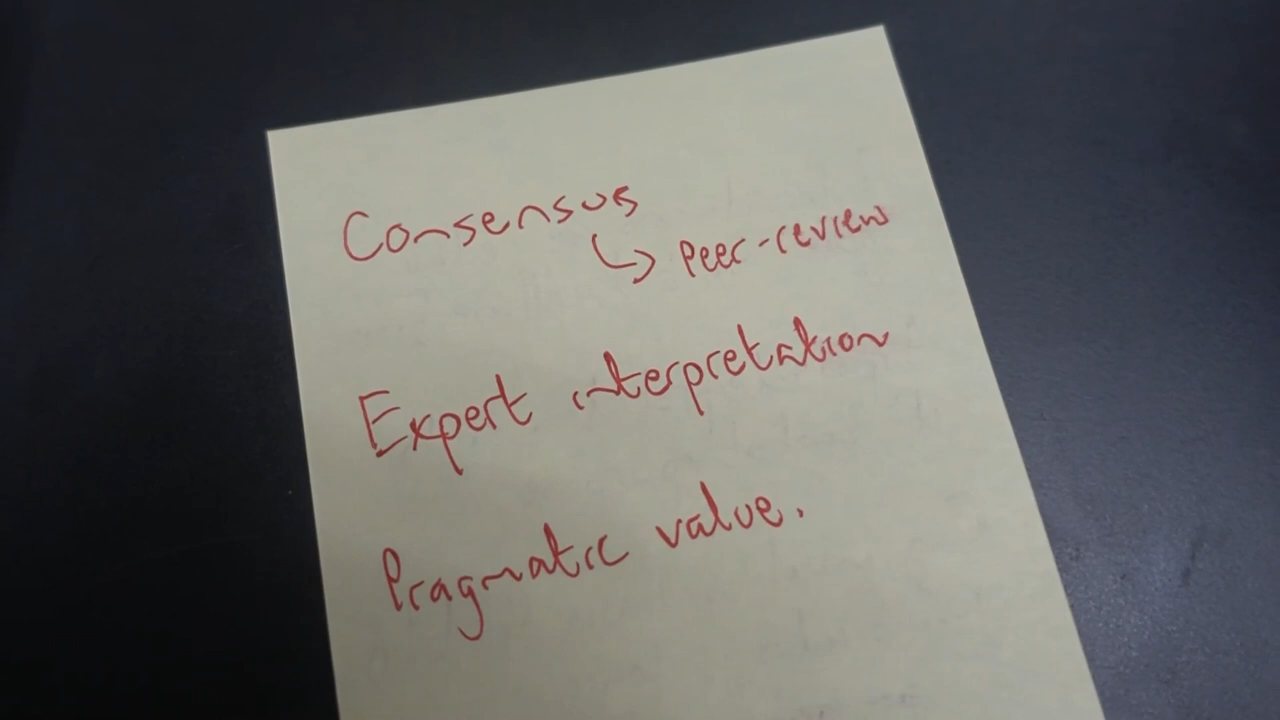 Consensus
↳ Peer-review
Expert interpretation
Pragmatic value.